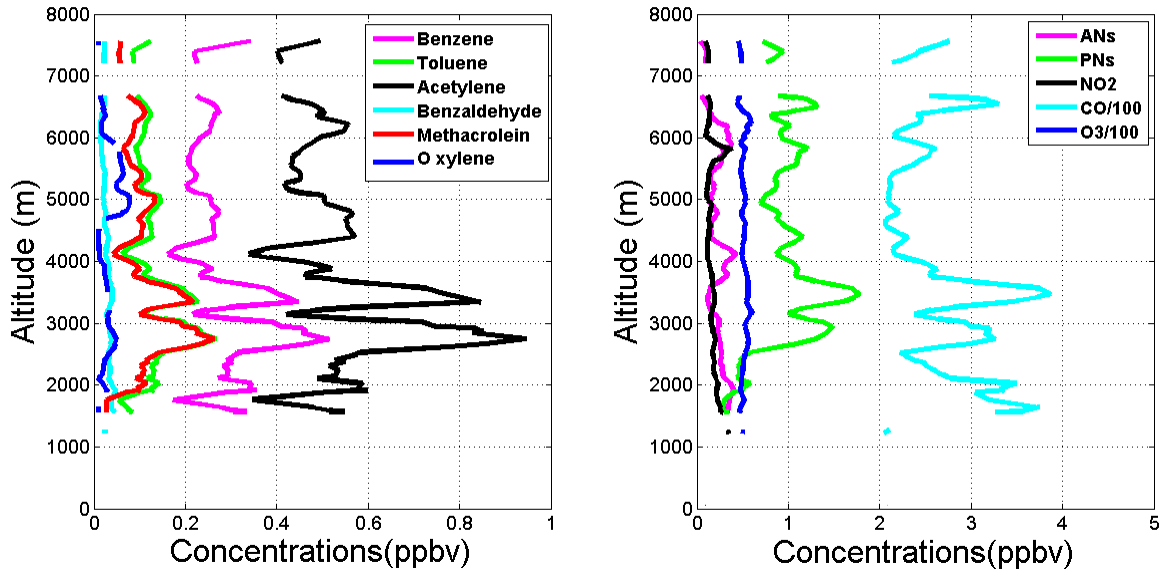 8000
7000
6000
5000
4000
3000
2000
1000
0
Altitude (m)
0
0.2
0.4
0.6
0.8
1
Concentrations(ppbv)
Benzene
Toluene
Acetylene
Benzaldehyde
Methacrolein
O xylene
8000
7000
6000
5000
4000
3000
2000
1000
0
Altitude (m)
0
1
2
3
4
5
Concentrations(ppbv)
ANs
PNs
NO2
CO/100
O3/100